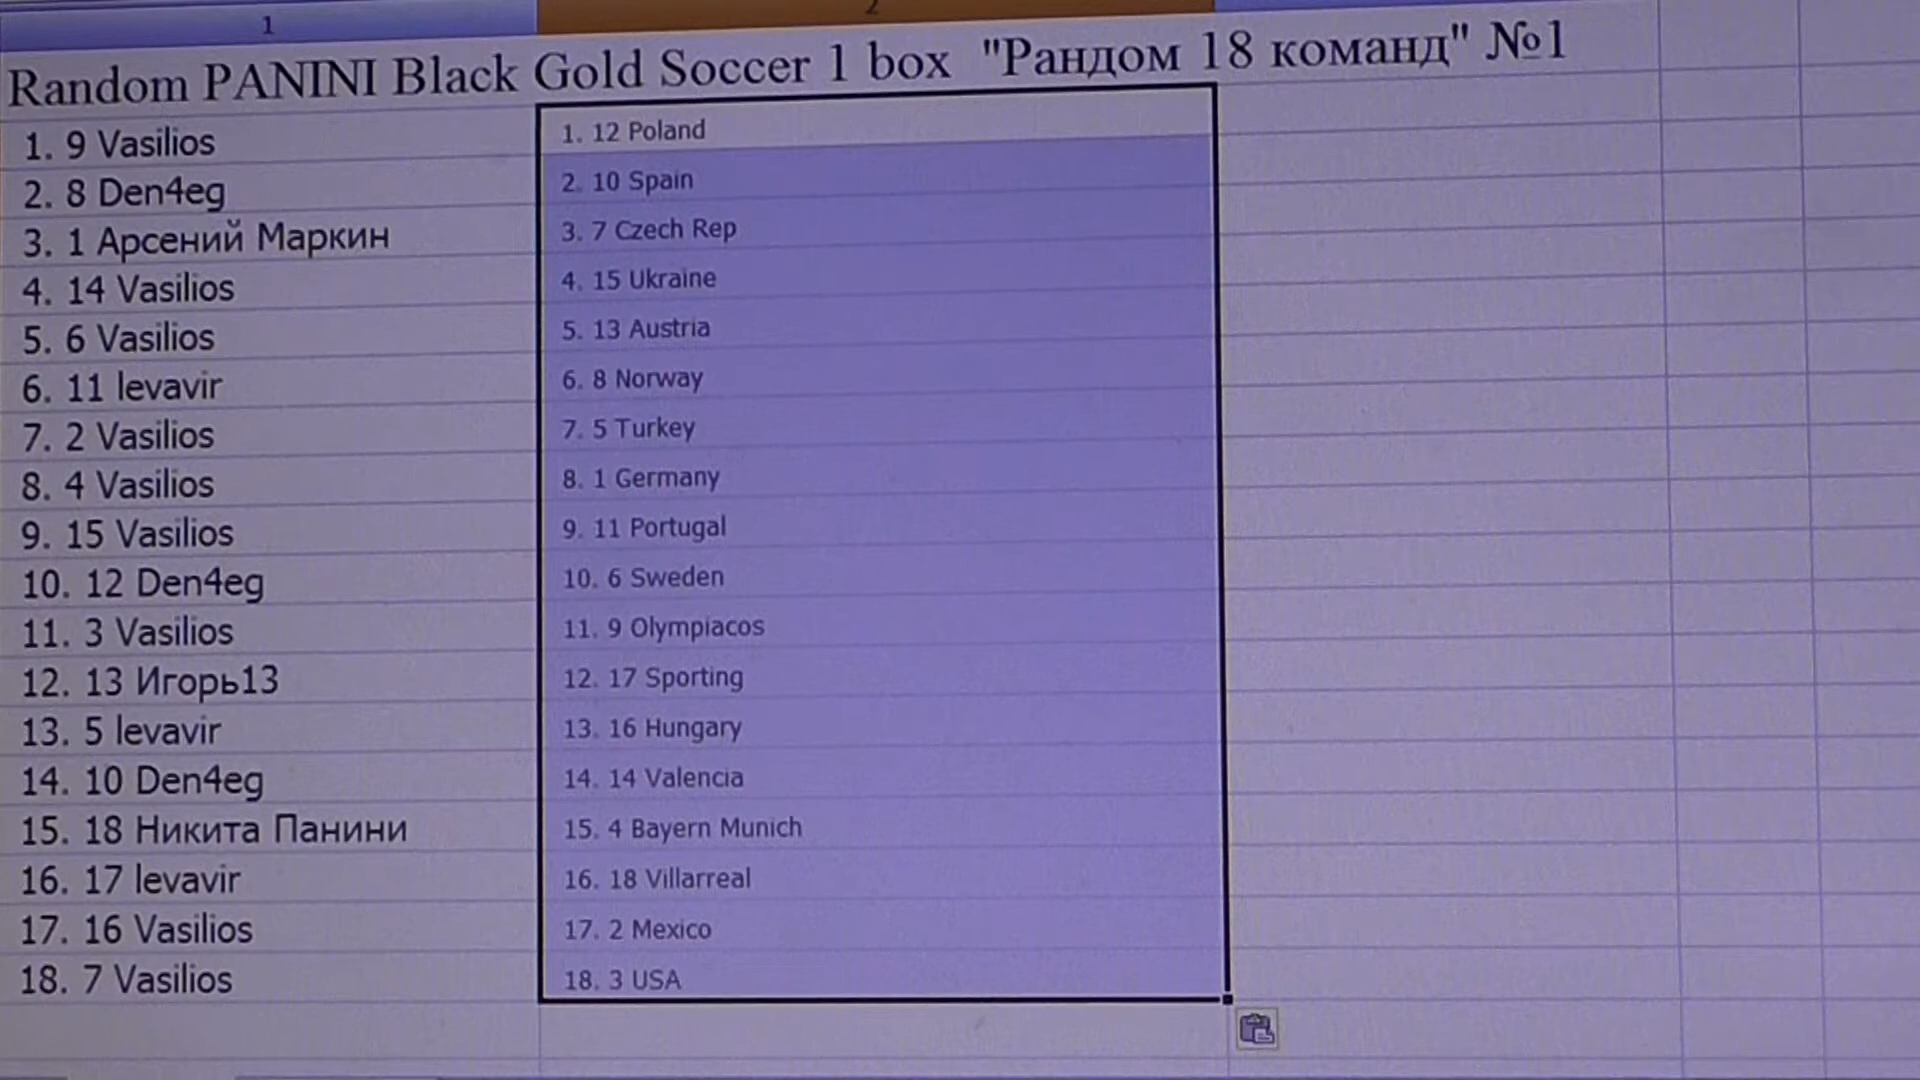 1 2
Random PANINI Black Gold Soccer 1 box "Рандом 18 команд" №1
1. 9 Vasilios 1. 12 Poland
2. 8 Den4eg 2. 10 Spain
3. 1 Арсений Маркин 3. 7 Czech Rep
4. 14 Vasilios 4. 15 Ukraine
5. 6 Vasilios 5. 13 Austria
6. 11 levavir 6. 8 Norway
7. 2 Vasilios 7. 5 Turkey
8. 4 Vasilios 8. 1 Germany
9. 15 Vasilios 9. 11 Portugal
10. 12 Den4eg 10. 6 Sweden
11. 3 Vasilios 11. 9 Olympiacos
12. 13 Игорь13 12. 17 Sporting
13. 5 levavir 13. 16 Hungary
14. 10 Den4eg 14. 14 Valencia
15. 18 Никита Панини 15. 4 Bayern Munich
16. 17 levavir 16. 18 Villarreal
17. 16 Vasilios 17. 2 Mexico
18. 7 Vasilios 18. 3 USA